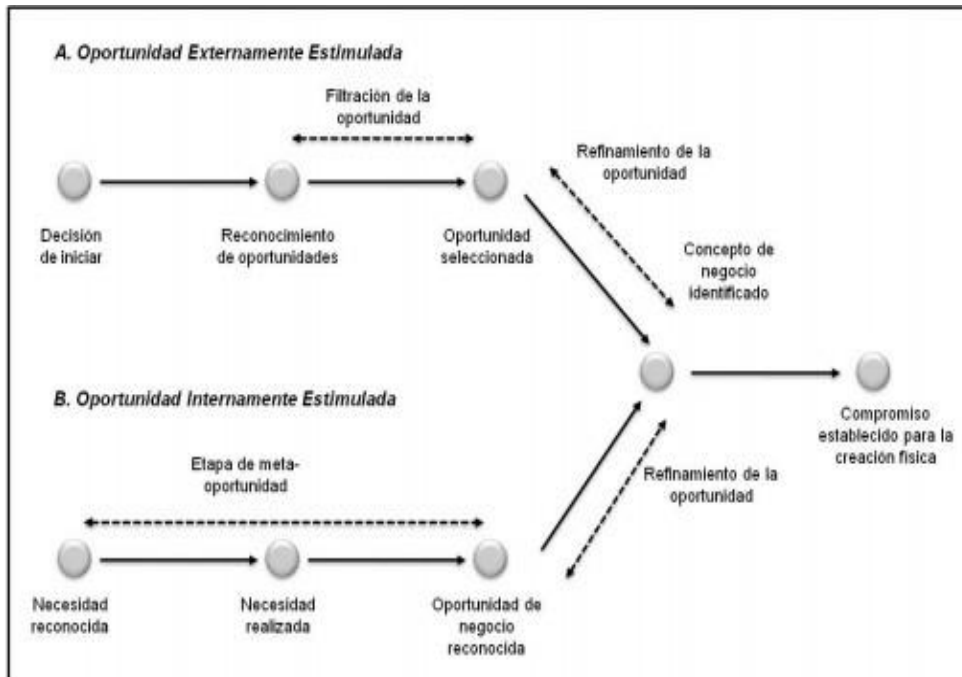 A. Oportunidad Externamente Estimulada
Filtración de la
oportunidad
Refinamiento de la
oportunidad
Decisión
de iniciar
Reconocimiento
de oportunidades
Oportunidad
seleccionada
Concepto de
negocio
identificado
B. Oportunidad Internamente Estimulada
Compromiso
establecido para la
creación física
Etapa de meta-
oportunidad
Refinamiento de la
oportunidad
Necesidad
reconocida
Necesidad
realizada
Oportunidad de
negocio
reconocida